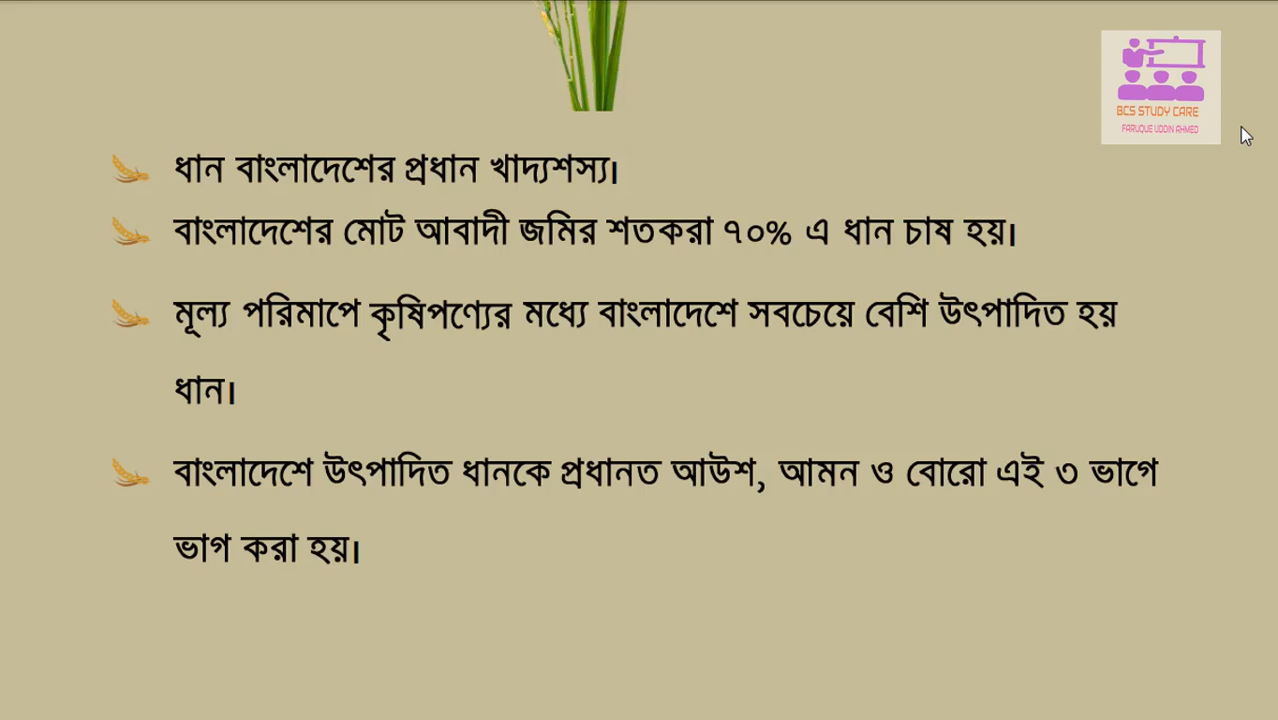 BCS STUDY CARE
FARUQUE UDDIN AHMED
ধান বাংলাদেশের প্রধান খাদ্যশস্য।
বাংলাদেশের মোট আবাদী জমির শতকরা ৭০% এ ধান চাষ হয়।
মূল্য পরিমাপে কৃষিপণ্যের মধ্যে বাংলাদেশে সবচেয়ে বেশি উৎপাদিত হয়
ধান।
বাংলাদেশে উৎপাদিত ধানকে প্রধানত আউশ, আমন ও বোরো এই ৩ ভাগে
ভাগ করা হয়।